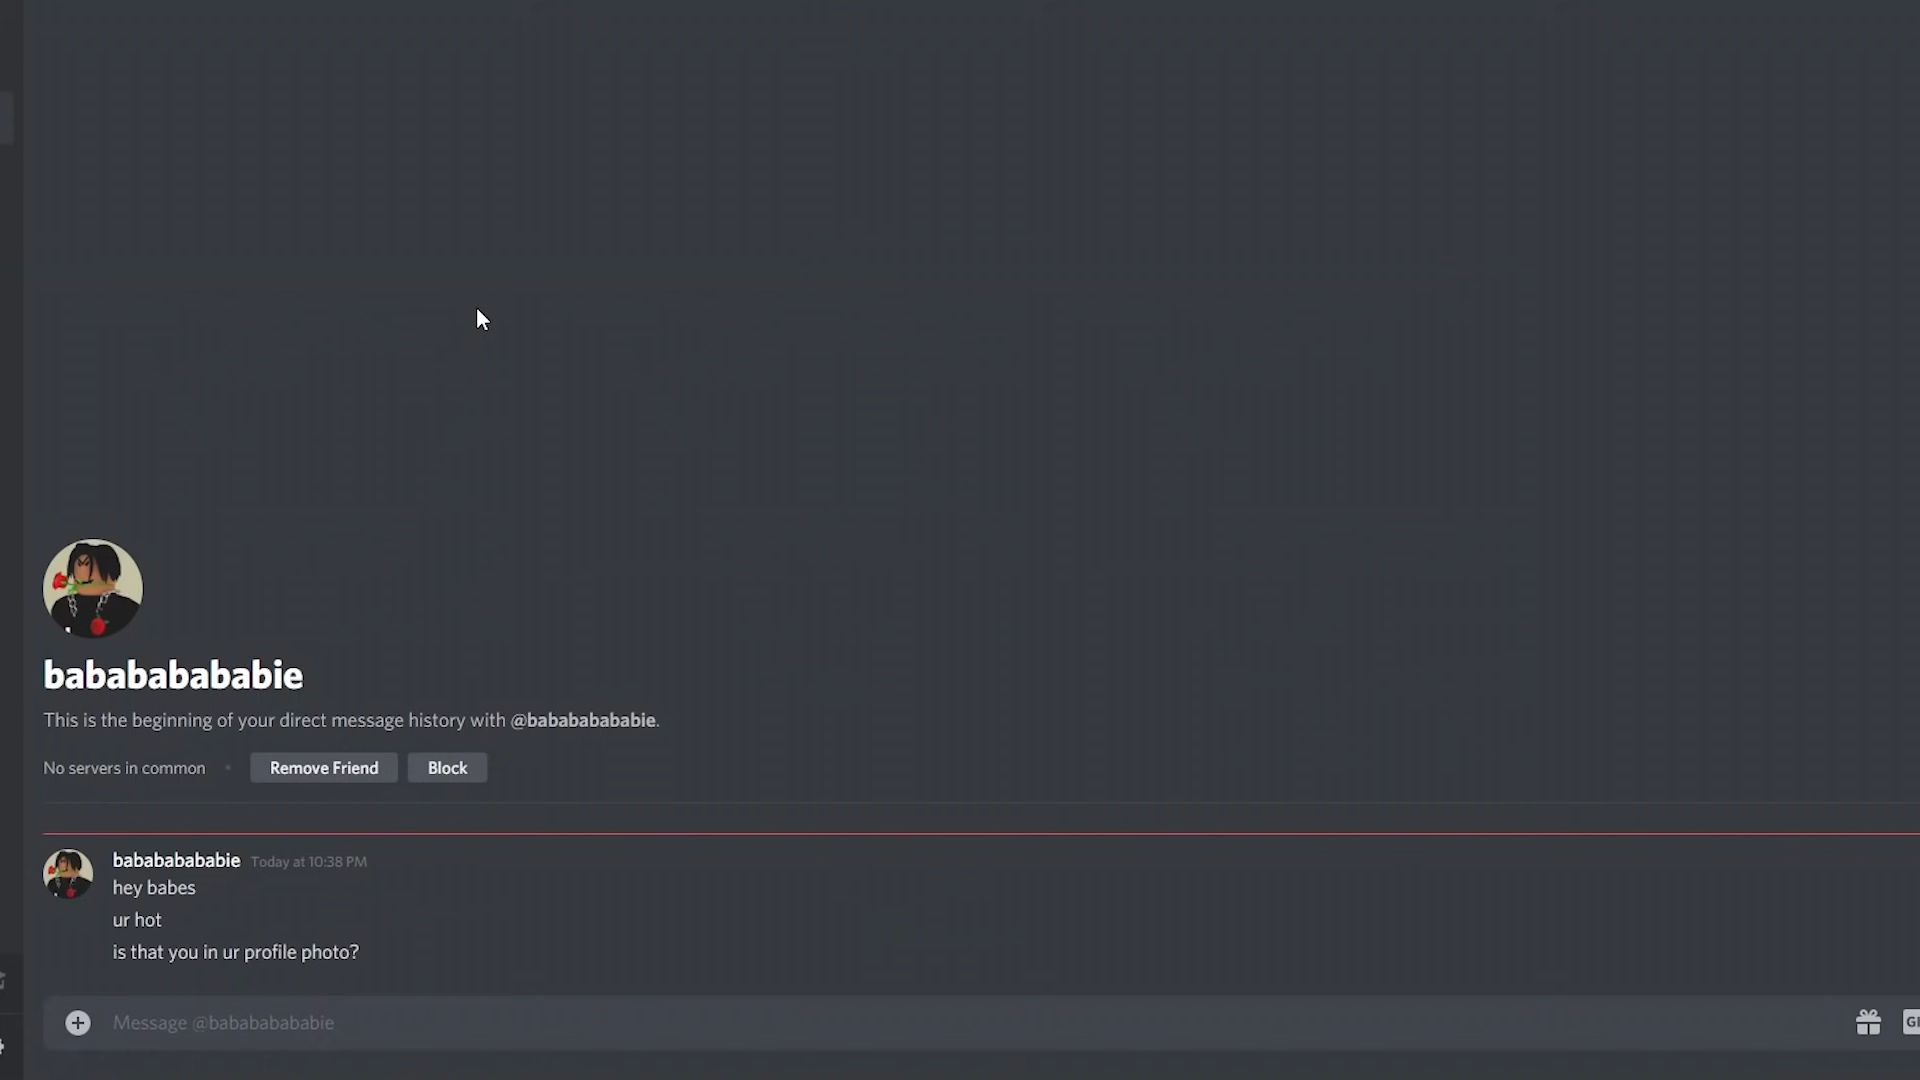 babababababie
This is the beginning of your direct message history with @babababababie.
No servers in common
Remove Friend
Block
babababababie Today at 10:38 PM
hey babes
ur hot
is that you in ur profile photo?
Message @babababababie